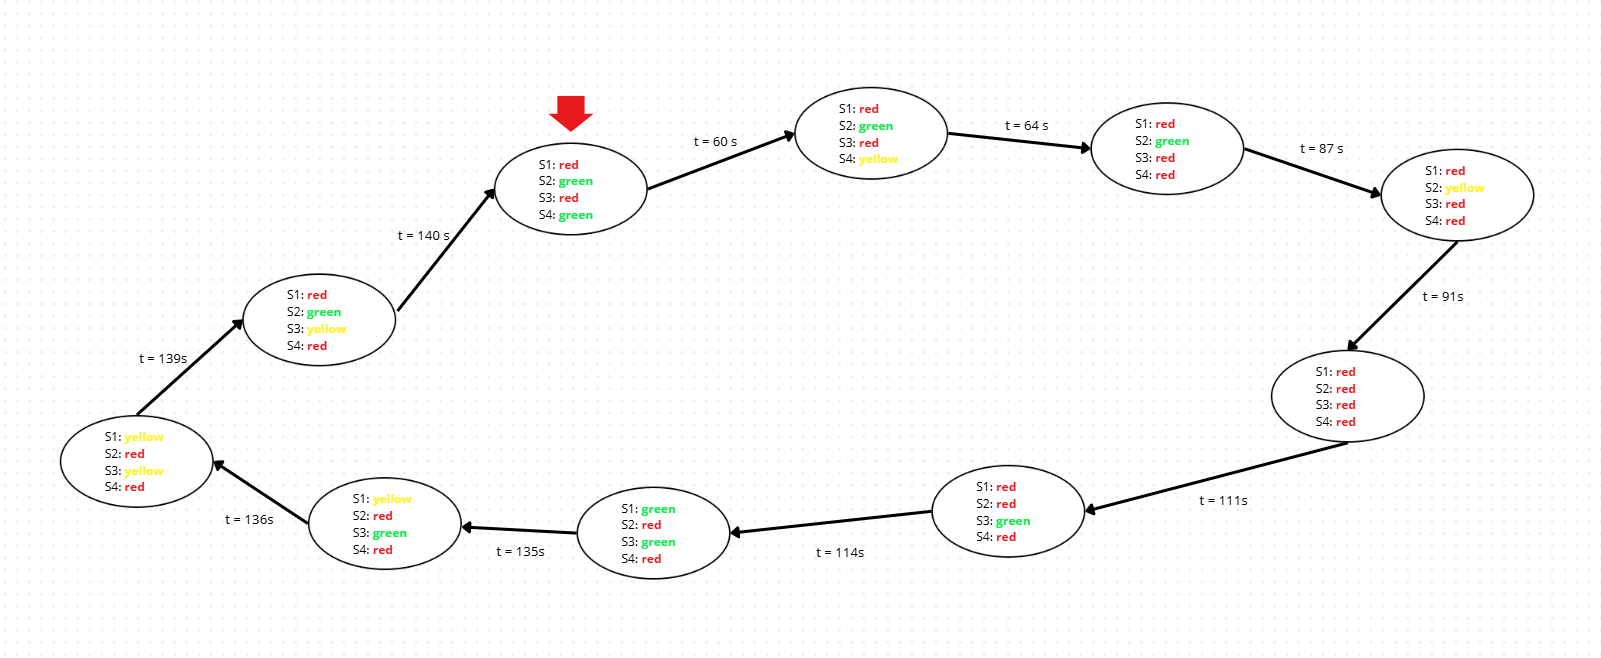 S1: red
S2: green
S3: red
S4: green
t = 60 s
S1: red
S2: green
S3: red
S4: yellow
t = 64 s
S1: red
S2: green
S3: red
S4: red
t = 87 s
S1: red
S2: yellow
S3: red
S4: red
t = 91s
S1: red
S2: red
S3: red
S4: red
t = 111s
S1: red
S2: red
S3: green
S4: red
t = 114s
S1: green
S2: red
S3: green
S4: red
t = 135s
S1: yellow
S2: red
S3: green
S4: red
t = 136s
S1: yellow
S2: red
S3: yellow
S4: red
t = 139s
S1: red
S2: green
S3: yellow
S4: red
t = 140 s